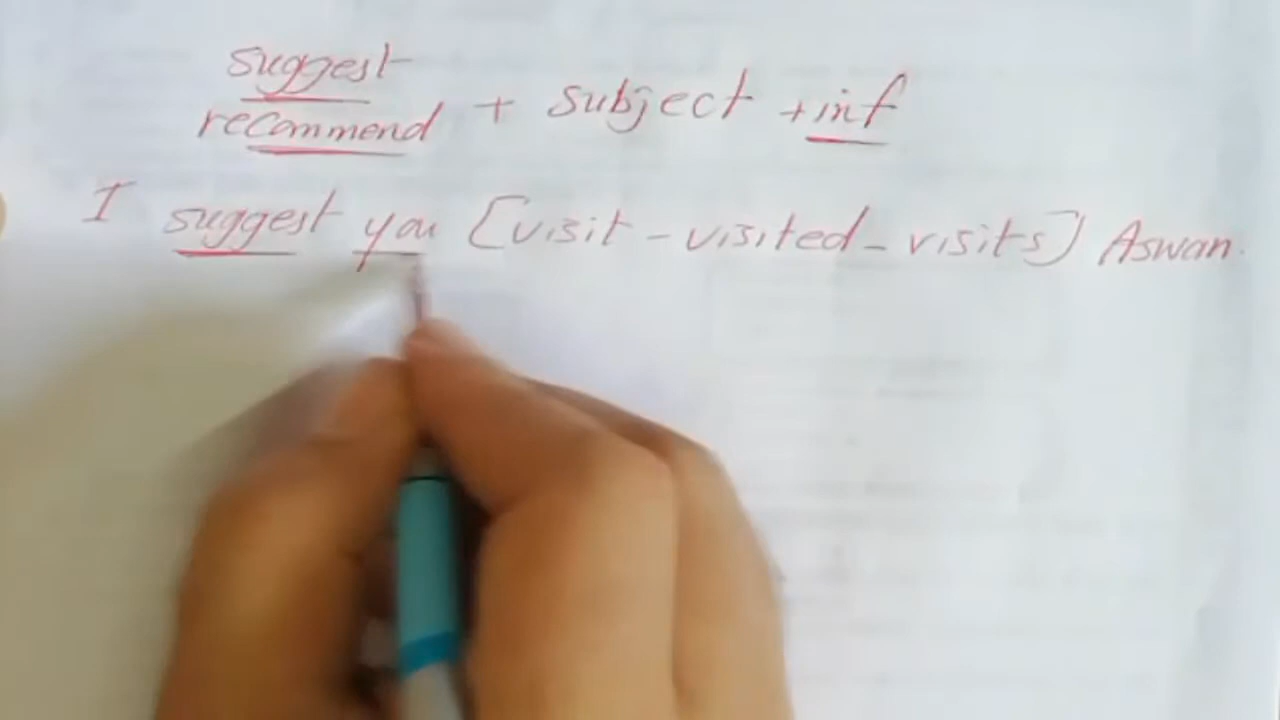 suggest
recommend + subject + inf
I suggest you [visit - visited - visits] Aswan.